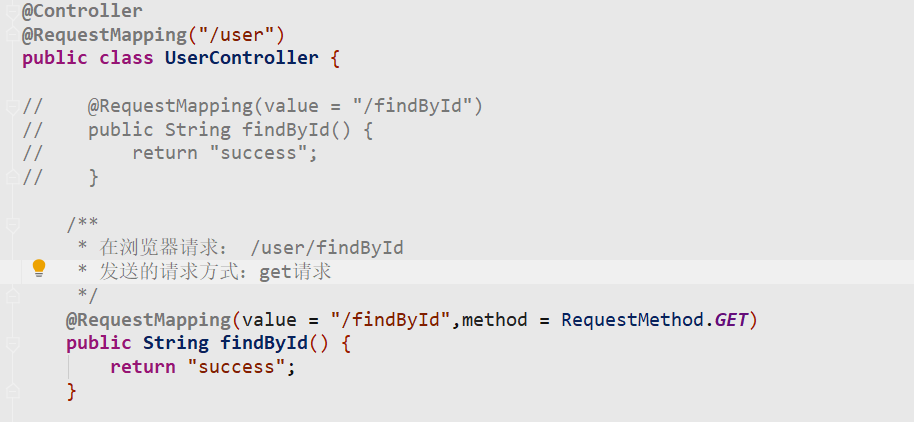 @Controller
@RequestMapping("/user")
public class UserController {
//    @RequestMapping(value = "/findById")
//    public String findById() {
//        return "success";
//    }
    /**
     * 在浏览器请求： /user/findById
     * 发送的请求方式：get请求
     */
    @RequestMapping(value = "/findById",method = RequestMethod.GET)
    public String findById() {
        return "success";
    }